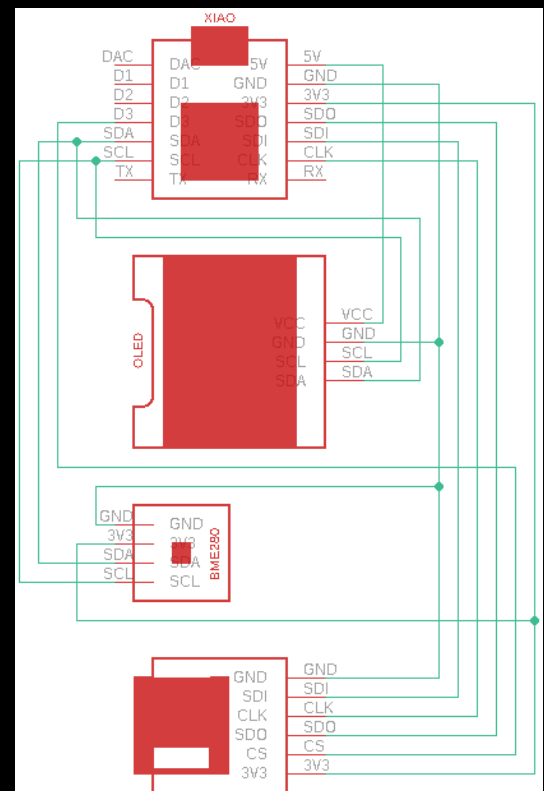 XIAO
DAC DAC 5V 5V
D1 D1 GND GND
D2 D2 3V3 3V3
D3 D3 SDO SDO
SDA SDA SDI SDI
SCL SCL CLK CLK
TX TX RX RX
OLED
VCC VCC
GND GND
SCL SCL
SDA SDA
GND GND
3V3 3V3
SDA SDA
SCL SCL
BME280
GND GND
SDI SDI
CLK CLK
SDO SDO
CS CS
3V3 3V3